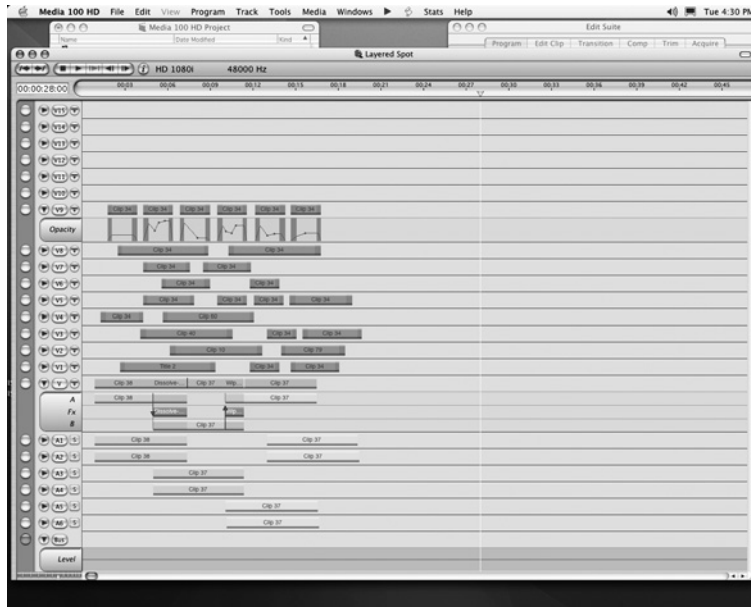 Media 100 HD File Edit View Program Track Tools Media Windows Stats Help Tue 4:30 PM
Media 100 HD Project
Edit Suite
Name Date Modified Kind
Program Edit Clip Transition Comp Trim Acquire
Layered Spot
HD 1080i 48000 Hz
00:00:28:00 00;03 00;06 00;09 00;12 00;15 00;18 00;21 00;24 00;27 00;30 00;33 00;36 00;39 00;42 00;45
V15
V14
V13
V12
V11
V10
V9 Clip 34 Clip 34 Clip 34 Clip 34 Clip 34 Clip 34
Opacity
V8 Clip 34 Clip 34
V7 Clip 34 Clip 34
V6 Clip 34 Clip 34
V5 Clip 34 Clip 34 Clip 34 Clip 34
V4 Clip 34 Clip 50
V3 Clip 40 Clip 34 Clip 34
V2 Clip 10 Clip 79
V1 Title 2 Clip 34 Clip 34
V Clip 38 Dissolve-... Clip 37 Wip... Clip 37
A Clip 38 Clip 37
Fx Dissolve-
B Clip 37
A1 S Clip 38 Clip 37
A2 S Clip 38 Clip 37
A3 S Clip 37
A4 S Clip 37
A5 S Clip 37
A6 S Clip 37
Bus
Level